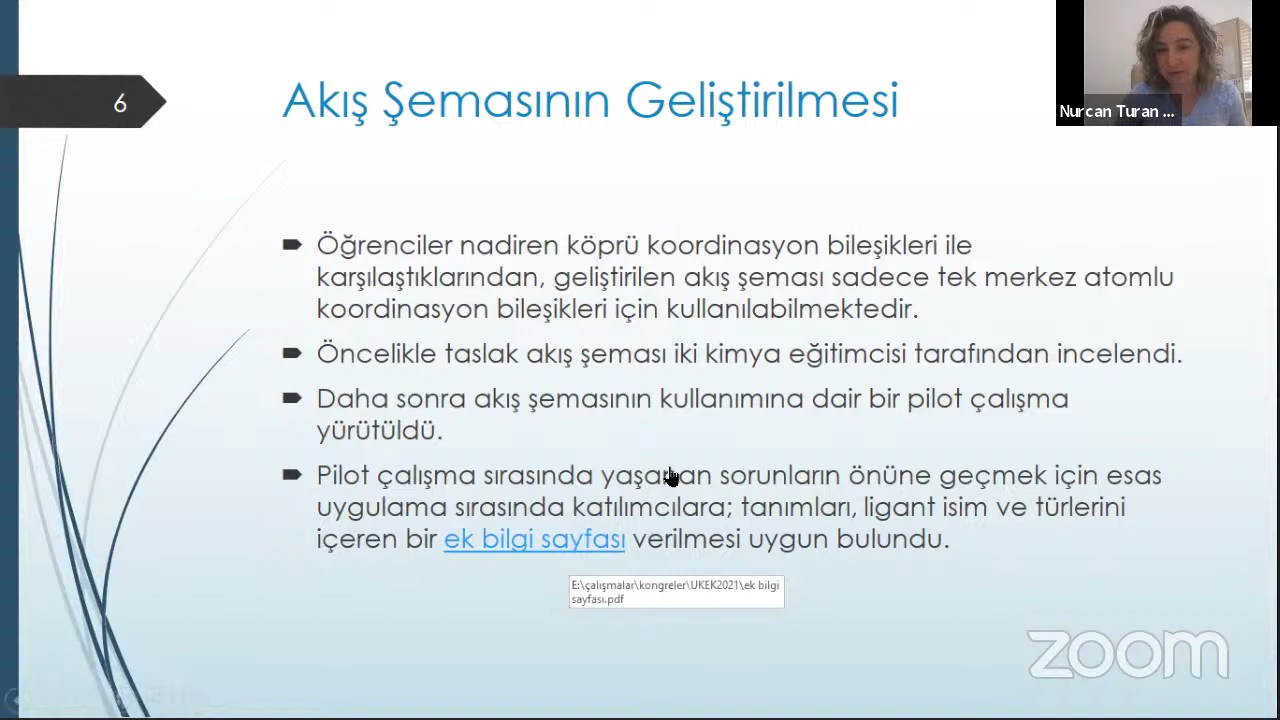 6
Akış Şemasının Geliştirilmesi
Nurcan Turan ...
Öğrenciler nadiren köprü koordinasyon bileşikleri ile
karşılaştıklarından, geliştirilen akış şeması sadece tek merkez atomlu
koordinasyon bileşikleri için kullanılabilmektedir.
Öncelikle taslak akış şeması iki kimya eğitimcisi tarafından incelendi.
Daha sonra akış şemasının kullanımına dair bir pilot çalışma
yürütüldü.
Pilot çalışma sırasında yaşanan sorunların önüne geçmek için esas
uygulama sırasında katılımcılara; tanımları, ligant isim ve türlerini
içeren bir ek bilgi sayfası verilmesi uygun bulundu.
E:\çalışmalar\kongreler\UKEK2021\ek bilgi
sayfası.pdf
zoom